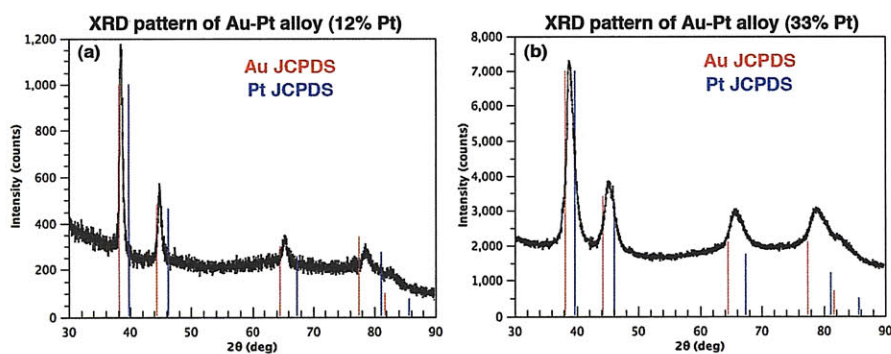 XRD pattern of Au-Pt alloy (12% Pt)
(a)
Au JCPDS
Pt JCPDS
1,200
1,000
800
600
400
200
0
Intensity (counts)
30 40 50 60 70 80 90
2θ (deg)
XRD pattern of Au-Pt alloy (33% Pt)
(b)
Au JCPDS
Pt JCPDS
8,000
7,000
6,000
5,000
4,000
3,000
2,000
1,000
0
Intensity (counts)
30 40 50 60 70 80 90
2θ (deg)